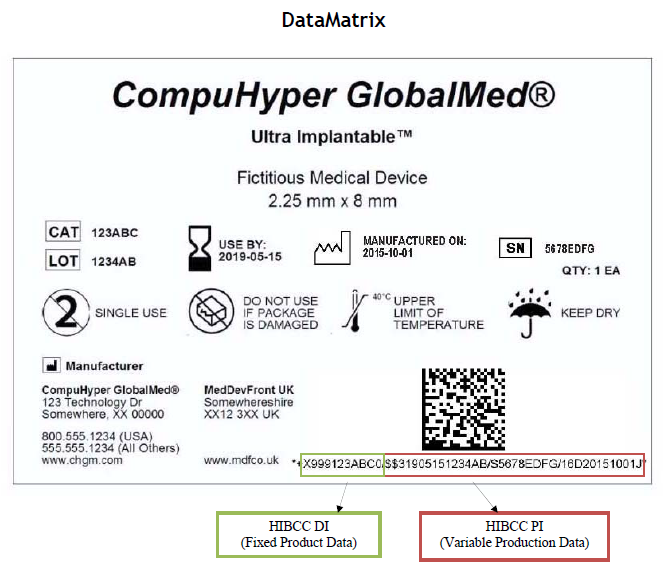 DataMatrix
CompuHyper GlobalMed®
Ultra Implantable™
Fictitious Medical Device
2.25 mm x 8 mm
CAT 123ABC
LOT 1234AB
USE BY:
2019-05-15
MANUFACTURED ON:
2015-10-01
SN 5678EDFG
QTY: 1 EA
2 SINGLE USE
DO NOT USE
IF PACKAGE
IS DAMAGED
40°C UPPER
LIMIT OF
TEMPERATURE
KEEP DRY
Manufacturer
CompuHyper GlobalMed®
123 Technology Dr
Somewhere, XX 00000
800.555.1234 (USA)
555.555.1234 (All Others)
www.chgm.com
MedDevFront UK
Somewhereshire
XX12 3XX UK
www.mdfco.uk
*+X999123ABC0/$$31905151234AB/S5678EDFG/16D20151001J*
HIBCC DI
(Fixed Product Data)
HIBCC PI
(Variable Production Data)